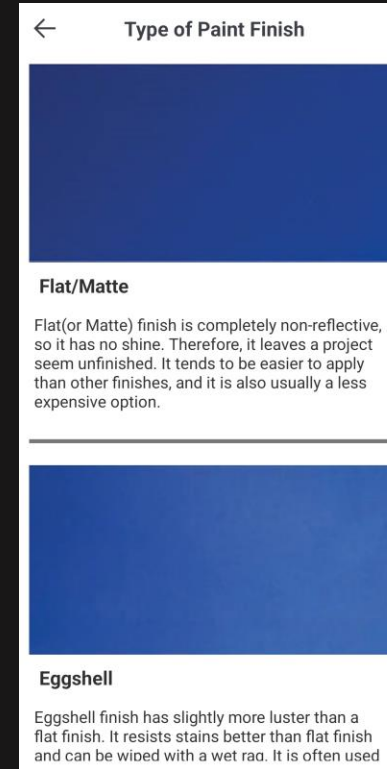 Type of Paint Finish
Flat/Matte
Flat(or Matte) finish is completely non-reflective,
so it has no shine. Therefore, it leaves a project
seem unfinished. It tends to be easier to apply
than other finishes, and it is also usually a less
expensive option.
Eggshell
Eggshell finish has slightly more luster than a
flat finish. It resists stains better than flat finish
and can be wiped with a wet rag. It is often used